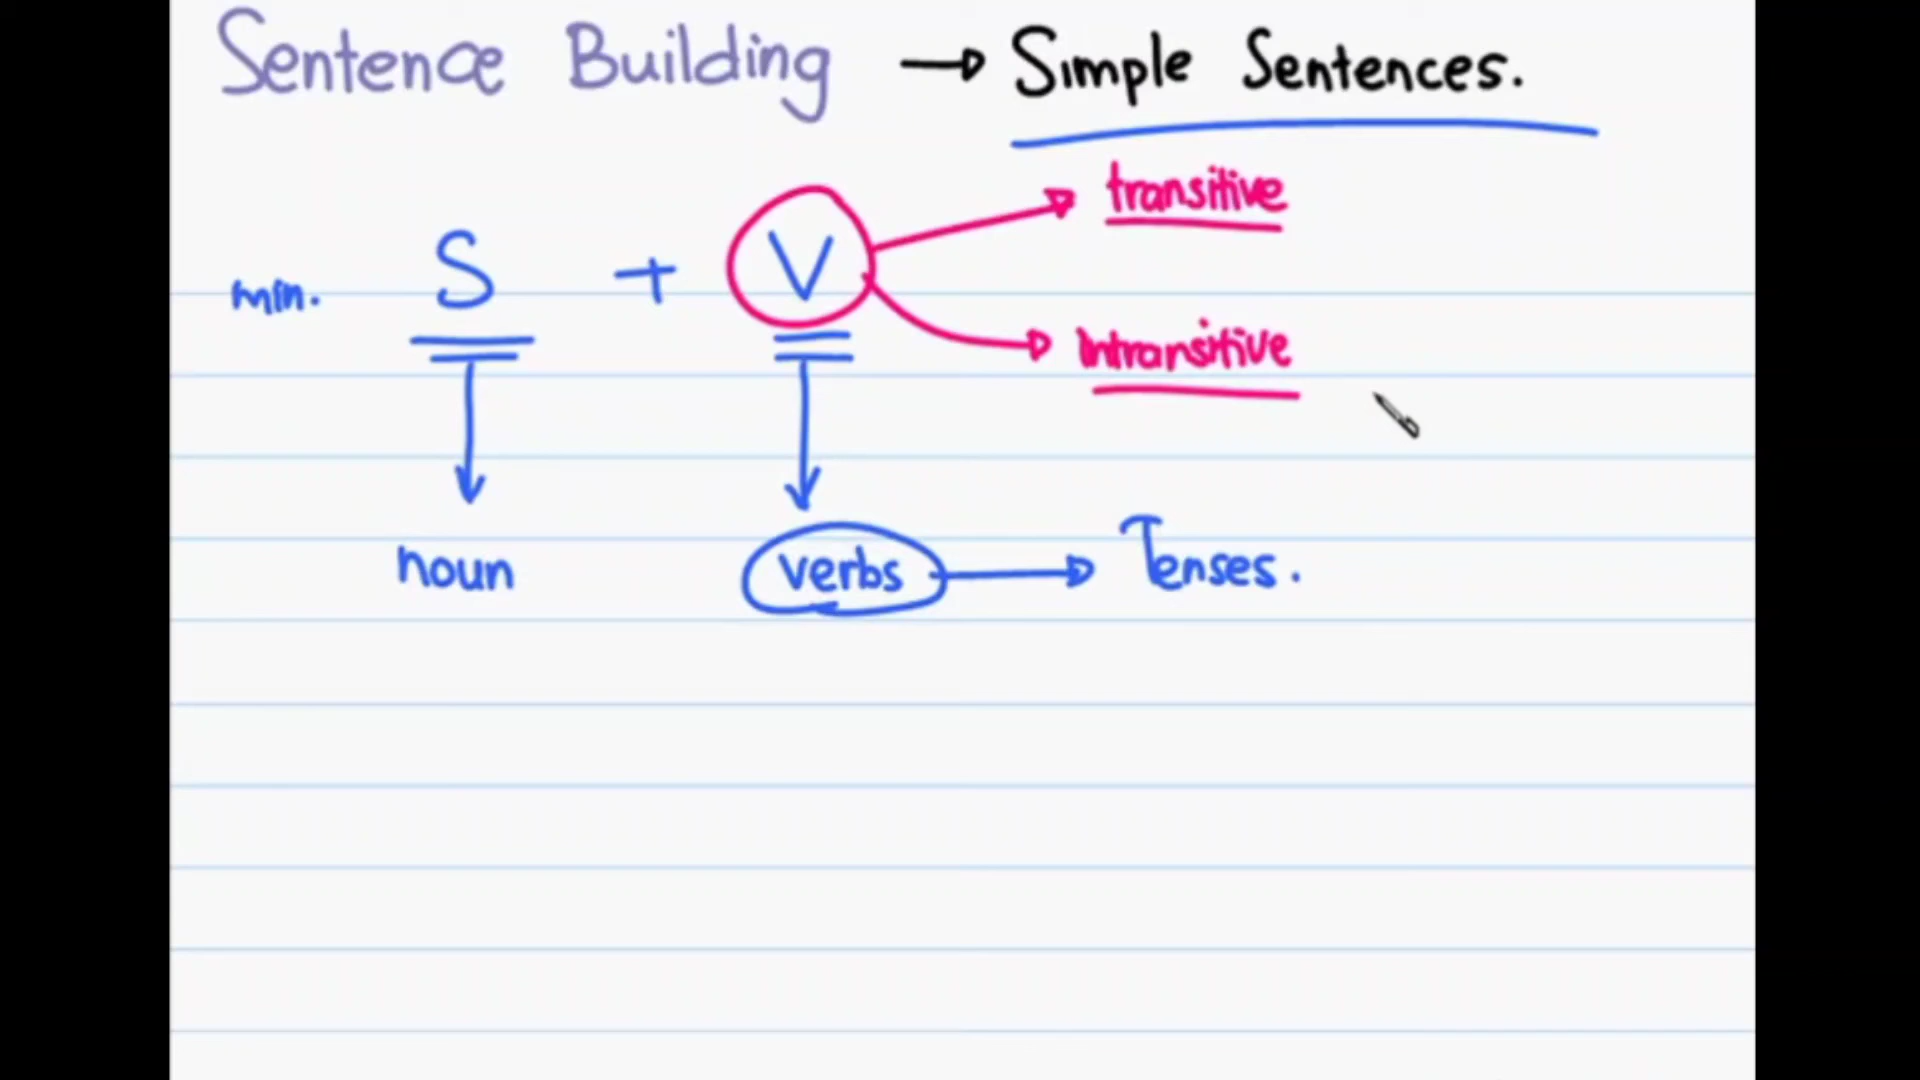 Sentence Building → Simple Sentences.
transitive
min. S + V
Intransitive
noun verbs → Tenses.